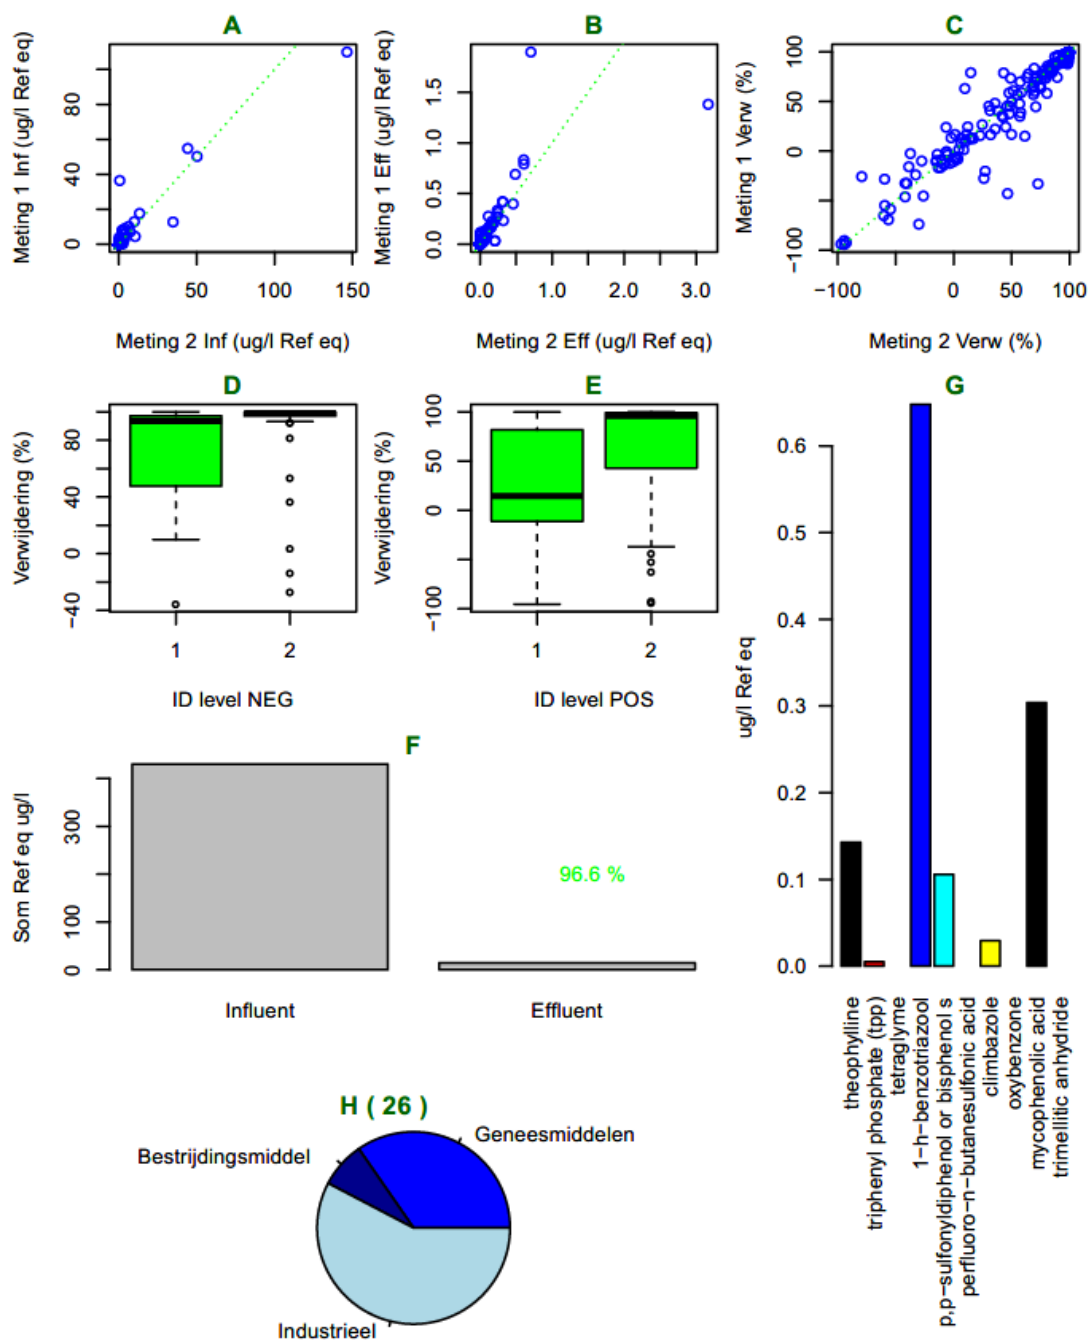 A
Meting 1 Inf (ug/l Ref eq)
0 40 80
0 50 100 150
Meting 2 Inf (ug/l Ref eq)
B
Meting 1 Eff (ug/l Ref eq)
0.0 0.5 1.0 1.5
0.0 1.0 2.0 3.0
Meting 2 Eff (ug/l Ref eq)
C
Meting 1 Verw (%)
−100 0 50 100
−100 0 50 100
Meting 2 Verw (%)
D
Verwijdering (%)
−40 0 40 80
1 2
ID level NEG
E
Verwijdering (%)
−100 0 50 100
1 2
ID level POS
F
Som Ref eq ug/l
0 100 300
96.6 %
Influent Effluent
G
ug/l Ref eq
0.0 0.1 0.2 0.3 0.4 0.5 0.6
theophylline
triphenyl phosphate (tpp)
tetraglyme
1−h−benzotriazool
p,p−sulfonyldiphenol or bisphenol s
perfluoro−n−butanesulfonic acid
climbazole
oxybenzone
mycophenolic acid
trimellitic anhydride
H ( 26 )
Geneesmiddelen
Bestrijdingsmiddel
Industrieel